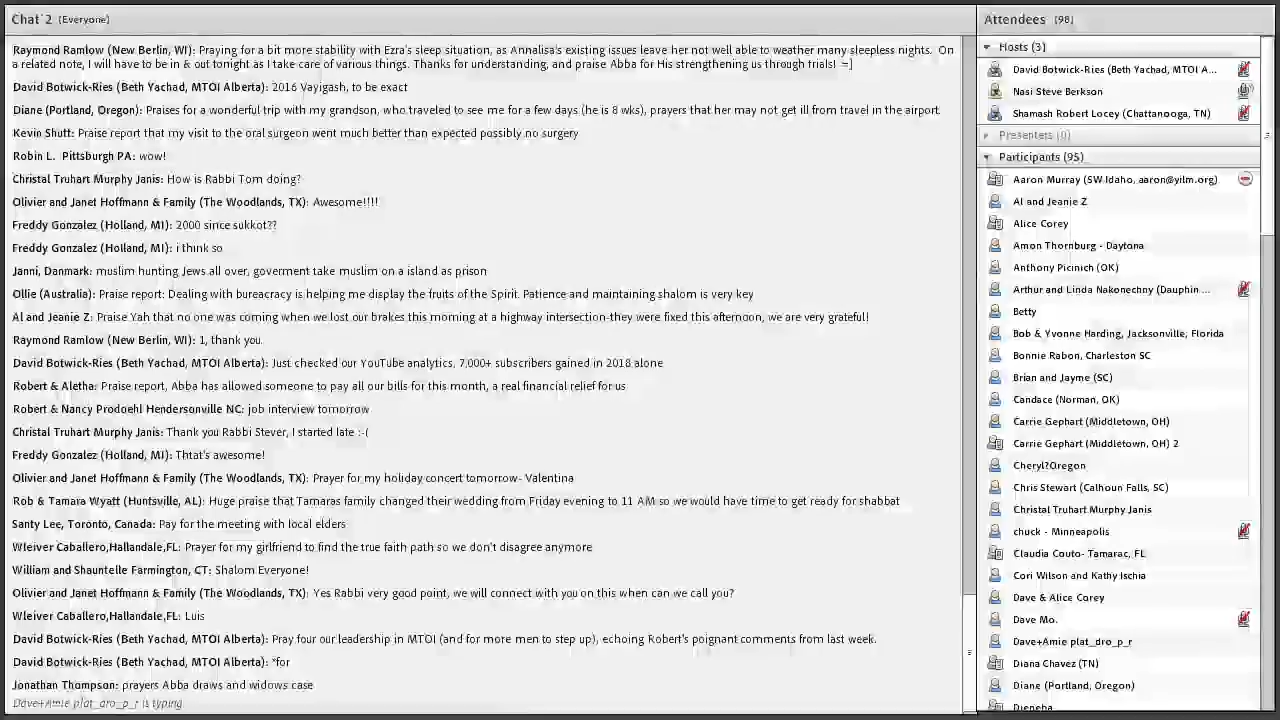 Chat 2 (Everyone)
Raymond Ramlow (New Berlin, WI): Praying for a bit more stability with Ezra's sleep situation, as Annalisa's existing issues leave her not well able to weather many sleepless nights. On
a related note, I will have to be in & out tonight as I take care of various things. Thanks for understanding, and praise Abba for His strengthening us through trials! =]
David Botwick-Ries (Beth Yachad, MTOI Alberta): 2016 Vayigash, to be exact
Diane (Portland, Oregon): Praises for a wonderful trip with my grandson, who traveled to see me for a few days (he is 8 wks), prayers that her may not get ill from travel in the airport.
Kevin Shutt: Praise report that my visit to the oral surgeon went much better than expected possibly no surgery
Robin L. Pittsburgh PA: wow!
Christal Truhart Murphy Janis: How is Rabbi Tom doing?
Olivier and Janet Hoffmann & Family (The Woodlands, TX): Awesome!!!!
Freddy Gonzalez (Holland, MI): 2000 since sukkot??
Freddy Gonzalez (Holland, MI): i think so
Janni, Danmark: muslim hunting Jews all over, goverment take muslim on a island as prison
Ollie (Australia): Praise report: Dealing with bureacracy is helping me display the fruits of the Spirit. Patience and maintaining shalom is very key
Al and Jeanie Z: Praise Yah that no one was coming when we lost our brakes this morning at a highway intersection-they were fixed this afternoon, we are very grateful!
Raymond Ramlow (New Berlin, WI): 1, thank you.
David Botwick-Ries (Beth Yachad, MTOI Alberta): Just checked our YouTube analytics, 7,000+ subscribers gained in 2018 alone
Robert & Aletha: Praise report, Abba has allowed someone to pay all our bills for this month, a real financial relief for us
Robert & Nancy Prodoehl Hendersonville NC: job interview tomorrow
Christal Truhart Murphy Janis: Thank you Rabbi Stever, I started late :-(
Freddy Gonzalez (Holland, MI): Thtat's awesome!
Olivier and Janet Hoffmann & Family (The Woodlands, TX): Prayer for my holiday concert tomorrow- Valentina
Rob & Tamara Wyatt (Huntsville, AL): Huge praise that Tamaras family changed their wedding from Friday evening to 11 AM so we would have time to get ready for shabbat
Santy Lee, Toronto, Canada: Pay for the meeting with local elders
Wleiver Caballero,Hallandale,FL: Prayer for my girlfriend to find the true faith path so we don't disagree anymore
William and Shauntelle Farmington, CT: Shalom Everyone!
Olivier and Janet Hoffmann & Family (The Woodlands, TX): Yes Rabbi very good point, we will connect with you on this when can we call you?
Wleiver Caballero,Hallandale,FL: Luis
David Botwick-Ries (Beth Yachad, MTOI Alberta): Pray four our leadership in MTOI (and for more men to step up), echoing Robert's poignant comments from last week.
David Botwick-Ries (Beth Yachad, MTOI Alberta): *for
Jonathan Thompson: prayers Abba draws and widows case
Dave+Amie plat_dro_p_r is typing
Attendees (98)
Hosts (3)
David Botwick-Ries (Beth Yachad, MTOI A...
Nasi Steve Berkson
Shamash Robert Locey (Chattanooga, TN)
Presenters (0)
Participants (95)
Aaron Murray (SW Idaho, aaron@yilm.org)
Al and Jeanie Z
Alice Corey
Amon Thornburg - Daytona
Anthony Picinich (OK)
Arthur and Linda Nakonechny (Dauphin ...
Betty
Bob & Yvonne Harding, Jacksonville, Florida
Bonnie Rabon, Charleston SC
Brian and Jayme (SC)
Candace (Norman, OK)
Carrie Gephart (Middletown, OH)
Carrie Gephart (Middletown, OH) 2
Cheryl?Oregon
Chris Stewart (Calhoun Falls, SC)
Christal Truhart Murphy Janis
chuck - Minneapolis
Claudia Couto- Tamarac, FL
Cori Wilson and Kathy Ischia
Dave & Alice Corey
Dave Mo.
Dave+Amie plat_dro_p_r
Diana Chavez (TN)
Diane (Portland, Oregon)
Dieneba